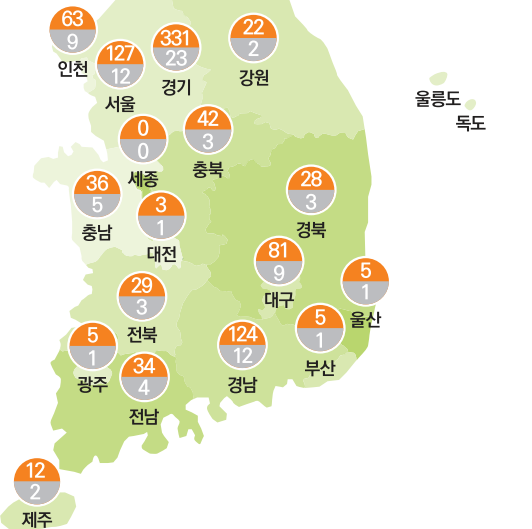 63
9
인천
127
12
서울
331
23
경기
22
2
강원
울릉도
독도
0
0
세종
42
3
충북
36
5
충남
3
1
대전
28
3
경북
81
9
대구
5
1
울산
29
3
전북
5
1
광주
34
4
전남
124
12
경남
5
1
부산
12
2
제주